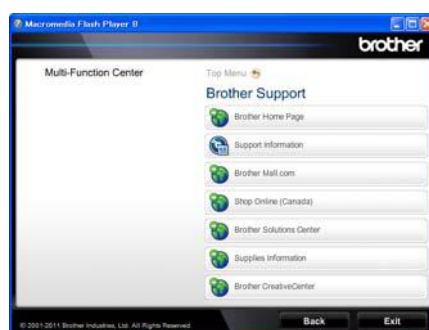 Macromedia Flash Player 8
brother
Multi-Function Center
Top Menu
Brother Support
Brother Home Page
Support Information
Brother Mall.com
Shop Online (Canada)
Brother Solutions Center
Supplies Information
Brother CreativeCenter
© 2001-2011 Brother Industries, Ltd. All Rights Reserved.
Back
Exit